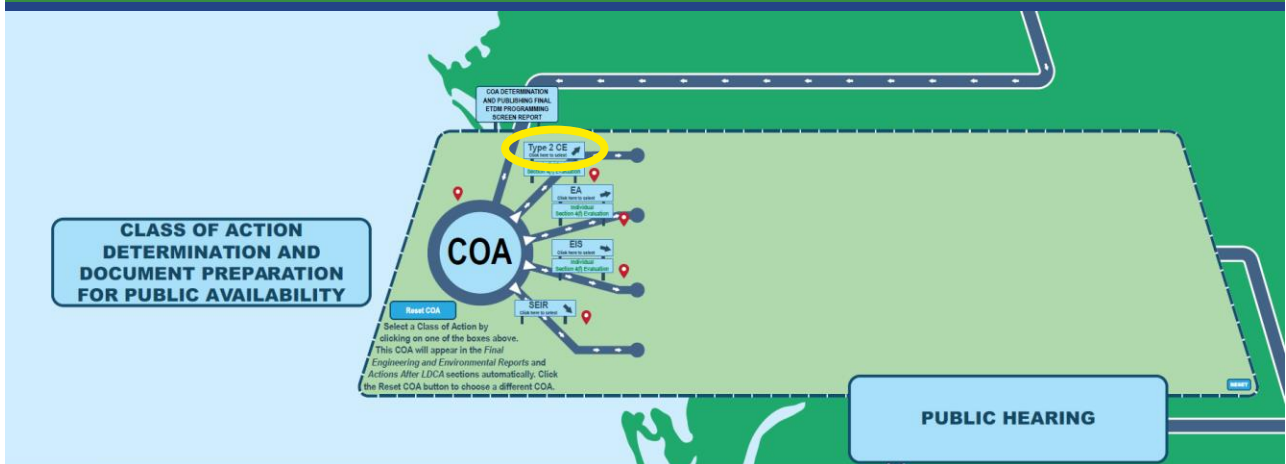 COA DETERMINATION
AND PUBLISHING FINAL
ETDM PROGRAMMING
SCREEN REPORT
Type 2 CE
Click here to select
Section 4(f) Evaluation
EA
Click here to select
Individual
Section 4(f) Evaluation
CLASS OF ACTION
DETERMINATION AND
DOCUMENT PREPARATION
FOR PUBLIC AVAILABILITY
COA
EIS
Click here to select
Individual
Section 4(f) Evaluation
SEIR
Click here to select
Reset COA
Select a Class of Action by
clicking on one of the boxes above.
This COA will appear in the Final
Engineering and Environmental Reports and
Actions After LDCA sections automatically. Click
the Reset COA button to choose a different COA.
RESET
PUBLIC HEARING